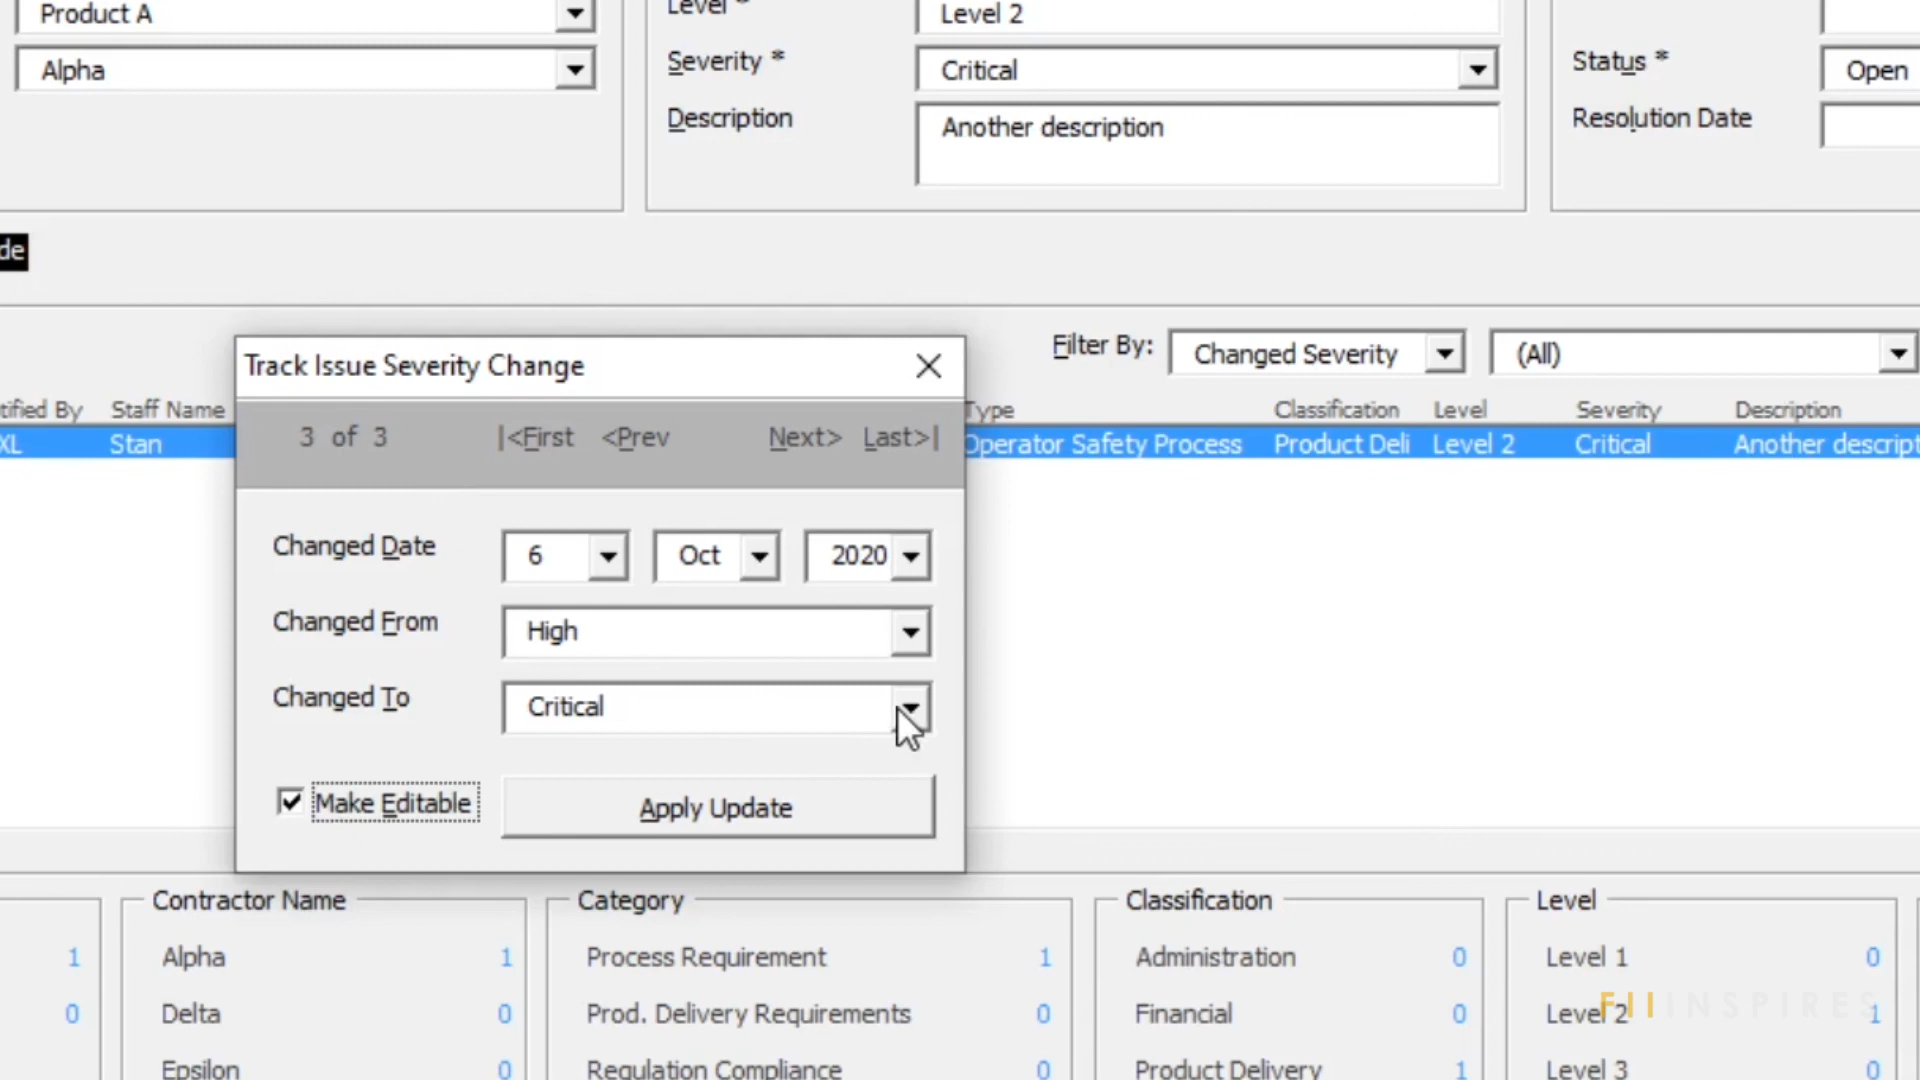 Product A
Level *
Level 2
Alpha
Severity *
Critical
Status *
Open
Description
Another description
Resolution Date
de
Track Issue Severity Change
Filter By:
Changed Severity
(All)
tified By
Staff Name
Type
Classification
Level
Severity
Description
XL
Stan
Operator Safety Process
Product Deli
Level 2
Critical
Another descript
3 of 3
|<First
<Prev
Next>
Last>|
Changed Date
6
Oct
2020
Changed From
High
Changed To
Critical
Make Editable
Apply Update
Contractor Name
Category
Classification
Level
1
Alpha
1
Process Requirement
1
Administration
0
Level 1
0
0
Delta
0
Prod. Delivery Requirements
0
Financial
0
Level 2
1
FIIINSPIRES
Epsilon
0
Regulation Compliance
0
Product Delivery
1
Level 3
0